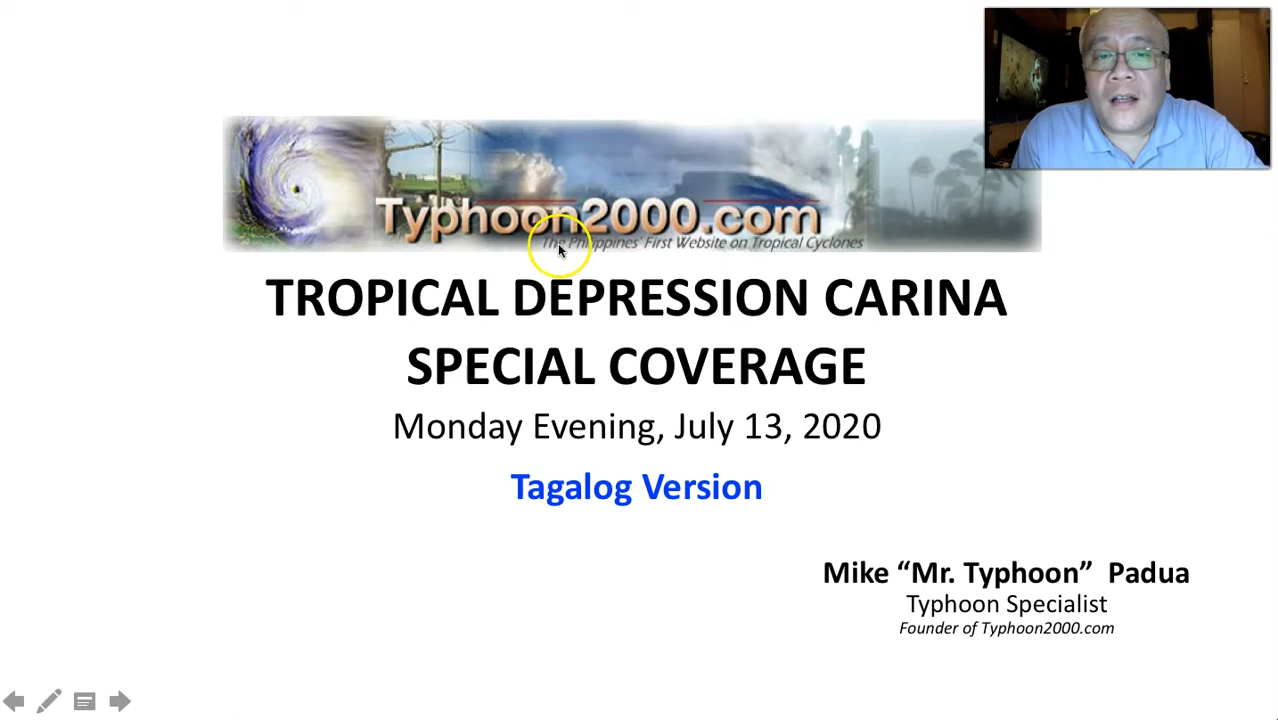 Typhoon2000.com
The Philippines' First Website on Tropical Cyclones
TROPICAL DEPRESSION CARINA
SPECIAL COVERAGE
Monday Evening, July 13, 2020
Tagalog Version
Mike “Mr. Typhoon” Padua
Typhoon Specialist
Founder of Typhoon2000.com